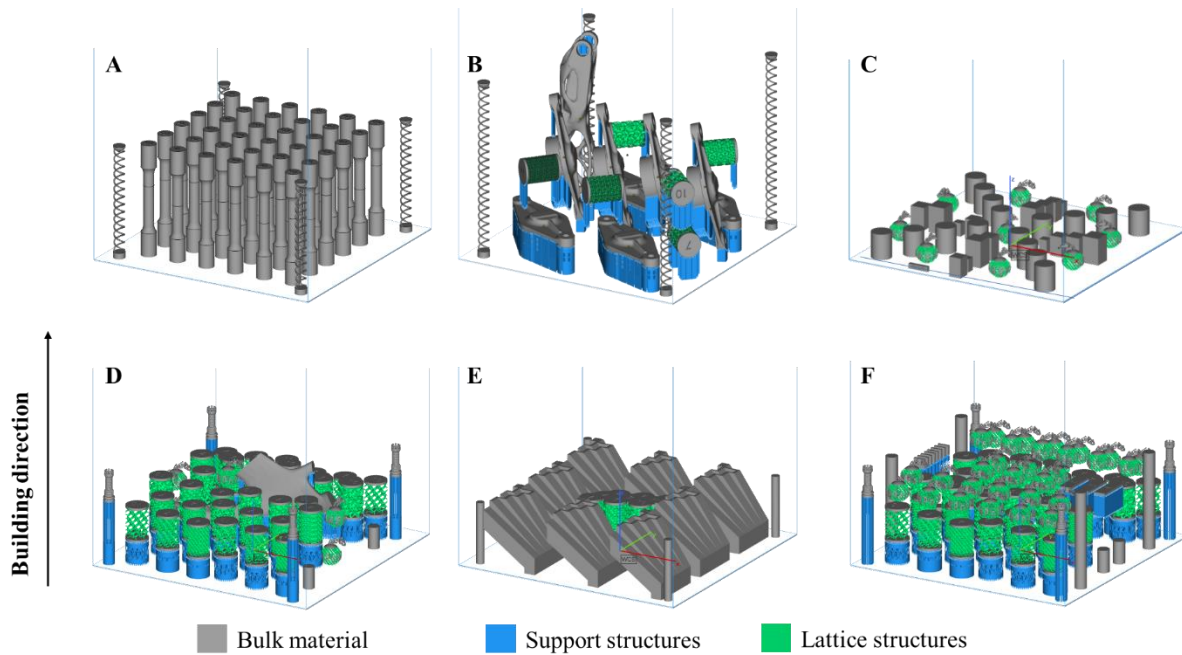 A
B
C
10
7
D
E
F
Building direction
Bulk material
Support structures
Lattice structures